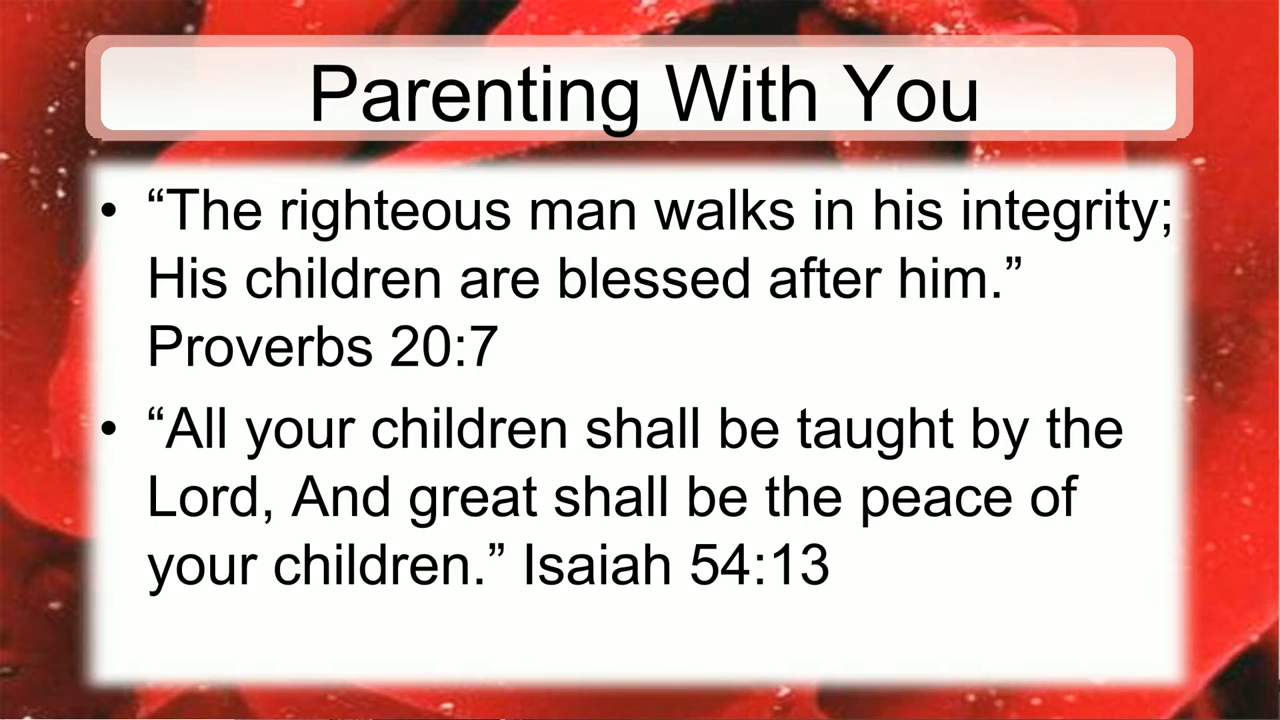 Parenting With You
• “The righteous man walks in his integrity;
His children are blessed after him.”
Proverbs 20:7
• “All your children shall be taught by the
Lord, And great shall be the peace of
your children.” Isaiah 54:13